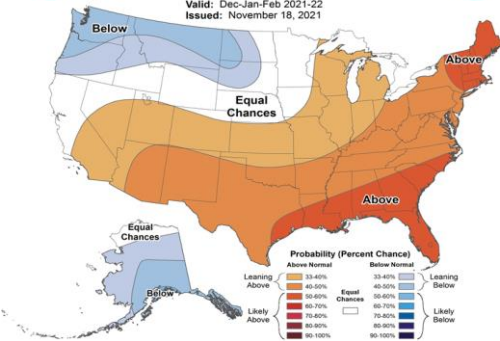 Valid: Dec-Jan-Feb 2021-22
Issued: November 18, 2021
Below
Above
Equal
Chances
Above
Equal
Chances
Below
Probability (Percent Chance)
Above Normal
Below Normal
Leaning
Above
33-40%
40-50%
Likely
Above
50-60%
60-70%
70-80%
80-90%
90-100%
Equal
Chances
33-40%
40-50%
Leaning
Below
50-60%
60-70%
70-80%
80-90%
90-100%
Likely
Below